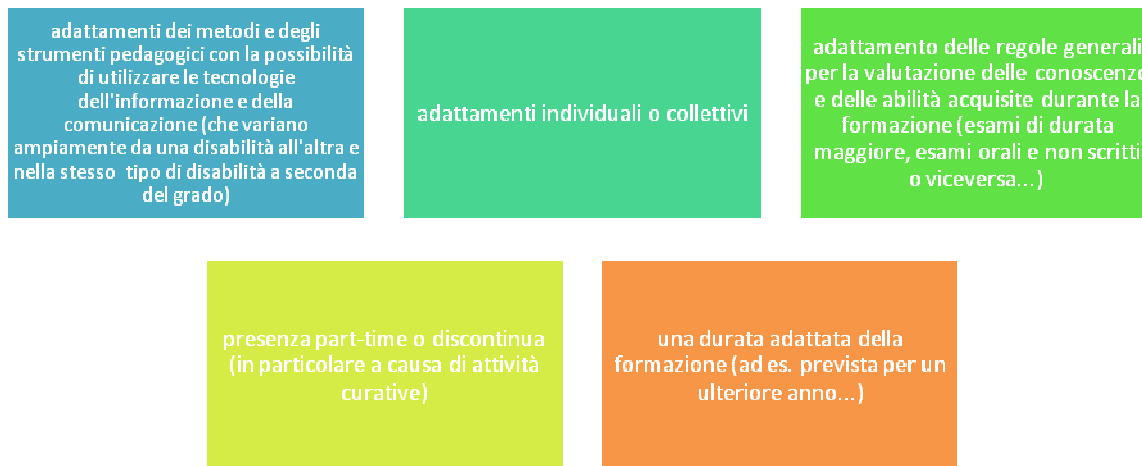 adattamenti dei metodi e degli
strumenti pedagogici con la possibilità
di utilizzare le tecnologie
dell'informazione e della
comunicazione (che variano
ampiamente da una disabilità all'altra e
nella stesso tipo di disabilità a seconda
del grado)
adattamenti individuali o collettivi
adattamento delle regole generali
per la valutazione delle conoscenze
e delle abilità acquisite durante la
formazione (esami di durata
maggiore, esami orali e non scritti
o viceversa...)
presenza part-time o discontinua
(in particolare a causa di attività
curative)
una durata adattata della
formazione (ad es. prevista per un
ulteriore anno...)